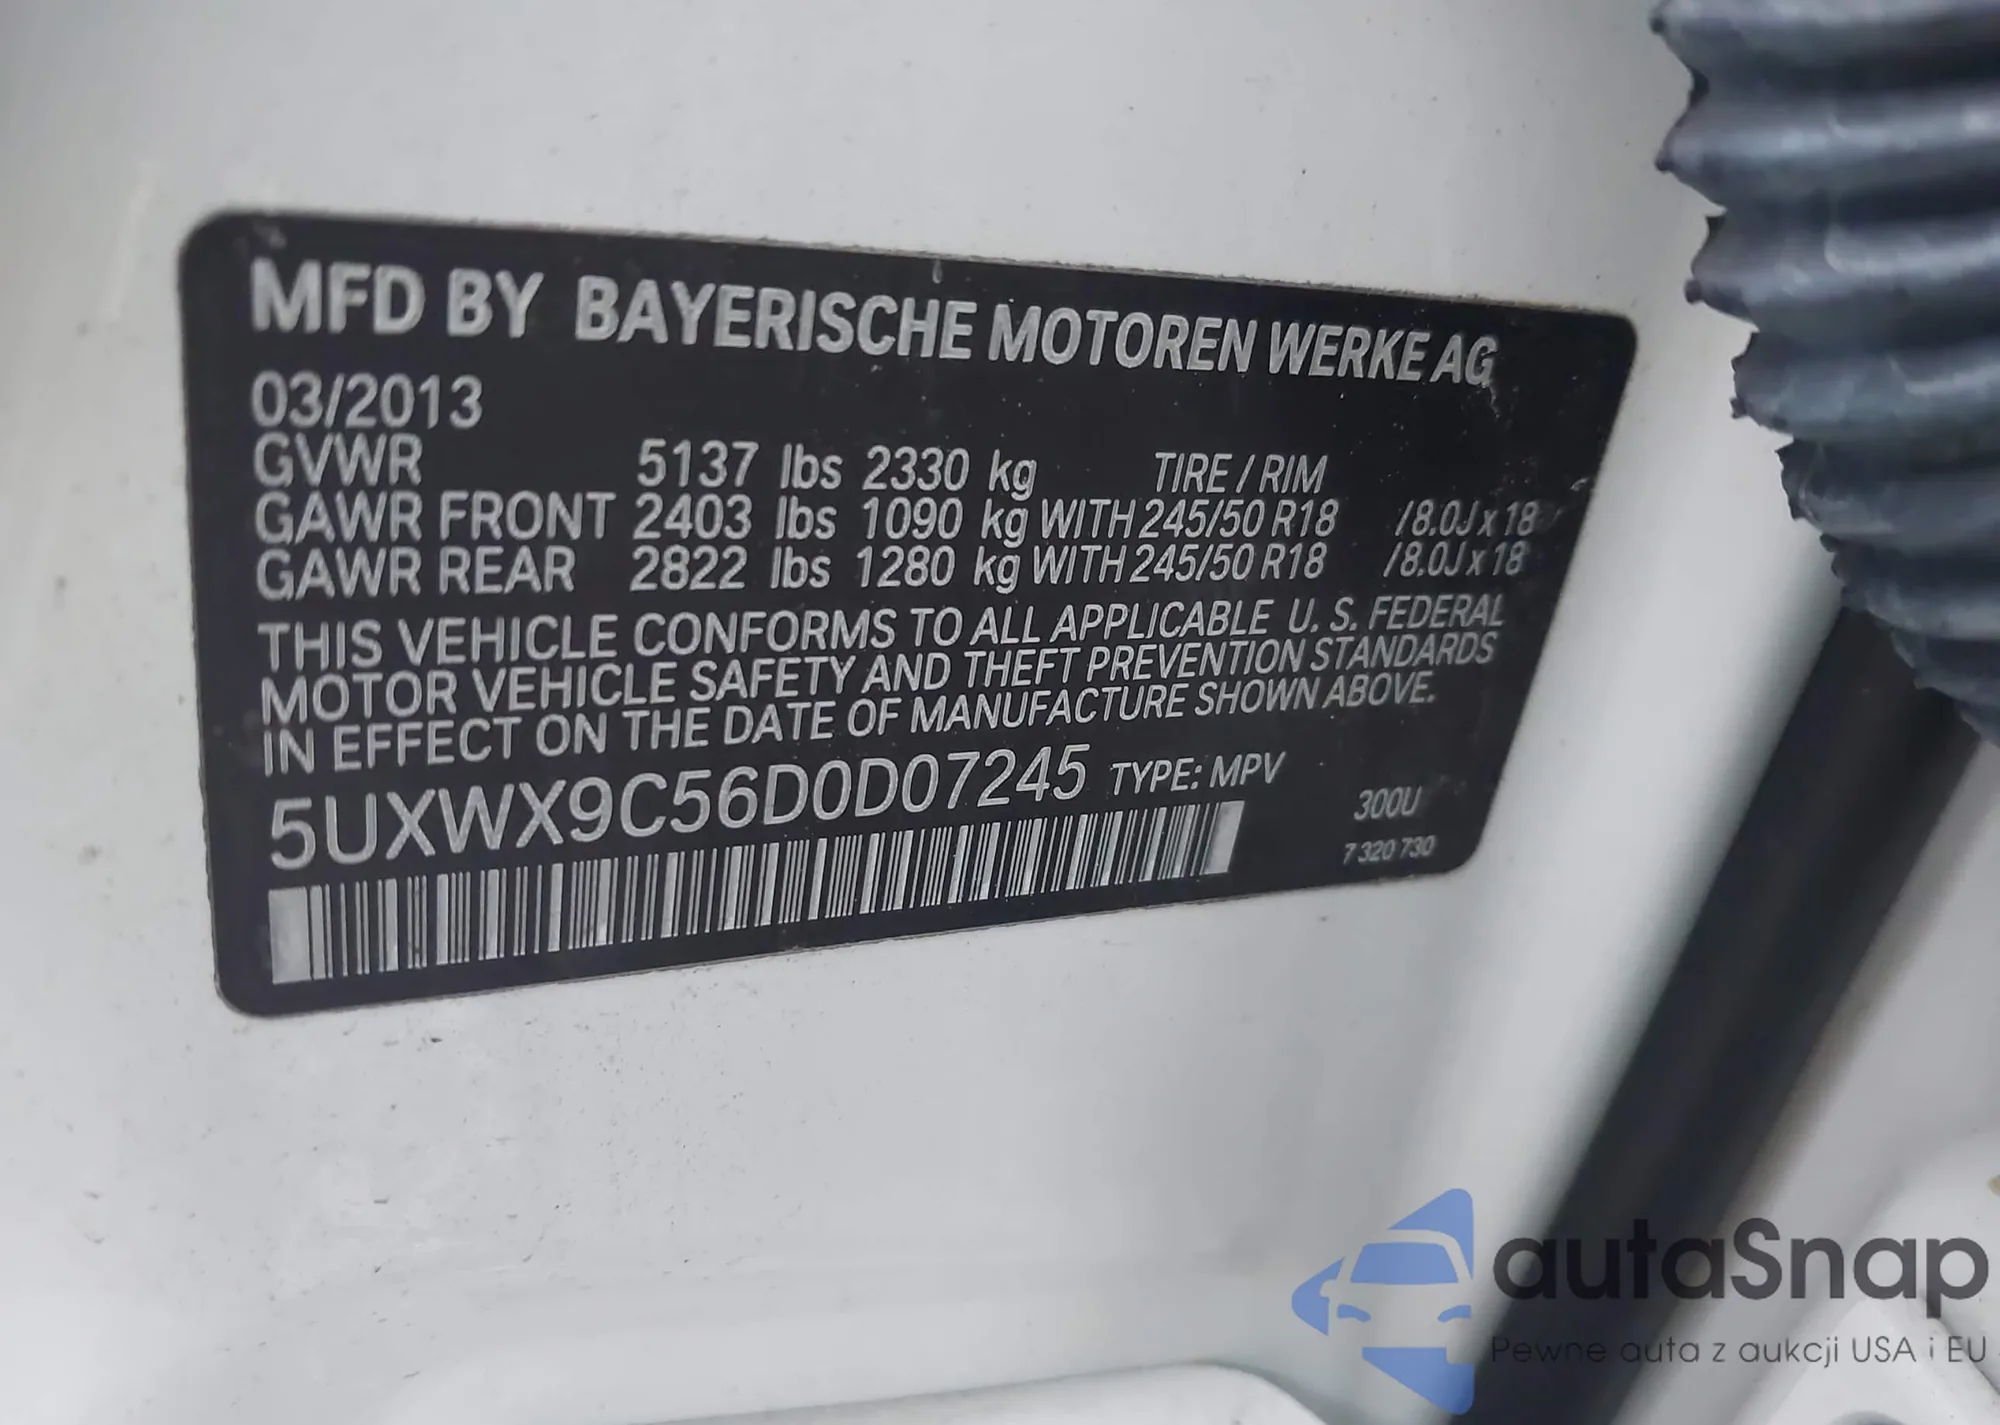 MFD BY BAYERISCHE MOTOREN WERKE AG
03/2013
GVWR 5137 lbs 2330 kg TIRE / RIM
GAWR FRONT 2403 lbs 1090 kg WITH 245/50 R18 /8.0J x 18
GAWR REAR 2822 lbs 1280 kg WITH 245/50 R18 /8.0J x 18
THIS VEHICLE CONFORMS TO ALL APPLICABLE U. S. FEDERAL
MOTOR VEHICLE SAFETY AND THEFT PREVENTION STANDARDS
IN EFFECT ON THE DATE OF MANUFACTURE SHOWN ABOVE.
5UXWX9C56D0D07245 TYPE: MPV
300U
7 320 730
autaSnap
Pewne auta z aukcji USA i EU